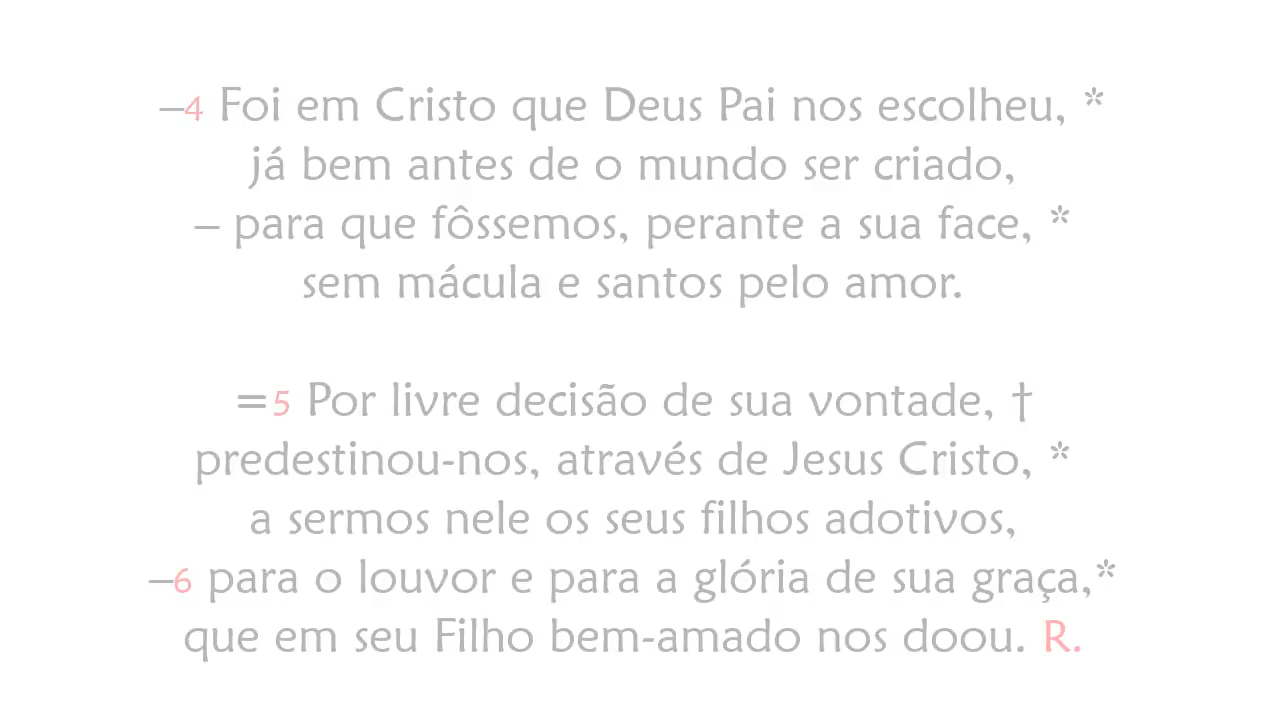 –4 Foi em Cristo que Deus Pai nos escolheu, *
já bem antes de o mundo ser criado,
– para que fôssemos, perante a sua face, *
sem mácula e santos pelo amor.
=5 Por livre decisão de sua vontade, †
predestinou-nos, através de Jesus Cristo, *
a sermos nele os seus filhos adotivos,
–6 para o louvor e para a glória de sua graça,*
que em seu Filho bem-amado nos doou. R.